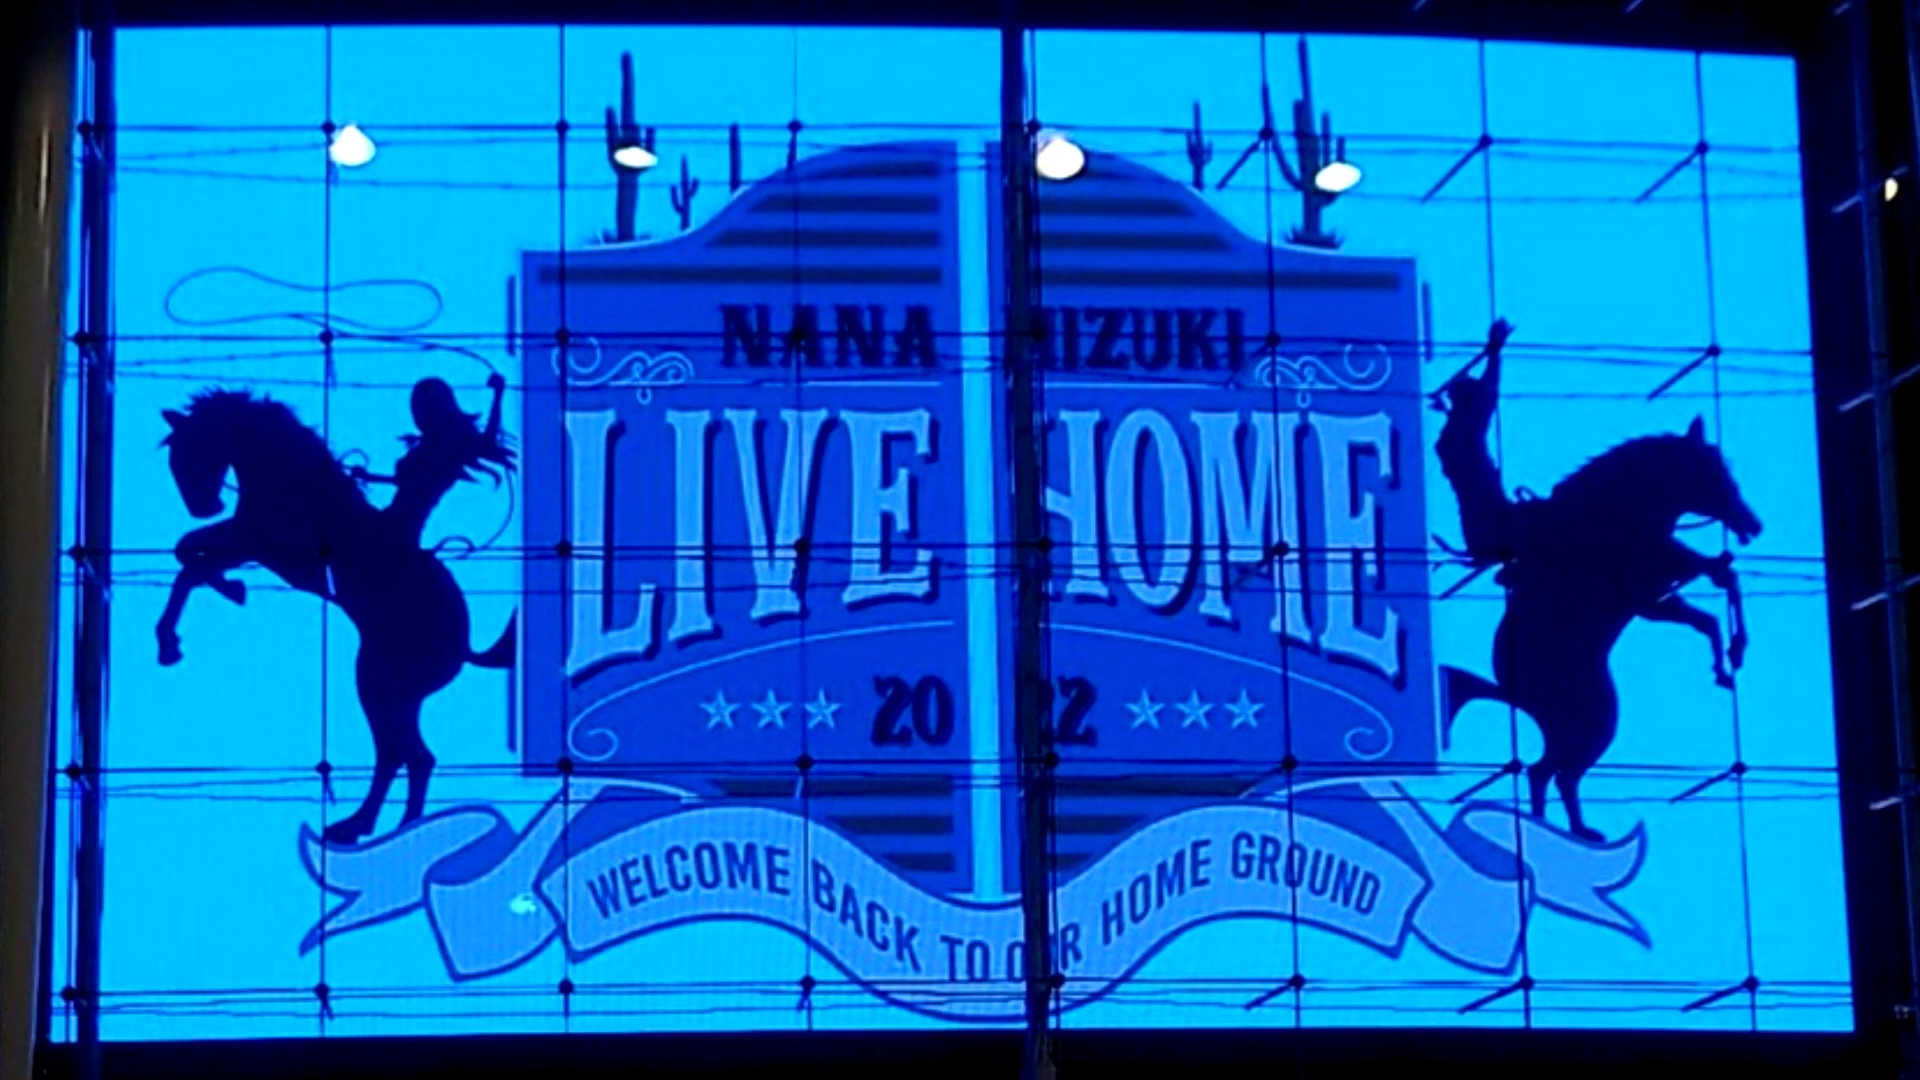 NANA MIZUKI
LIVE HOME
2022
WELCOME BACK TO OUR HOME GROUND